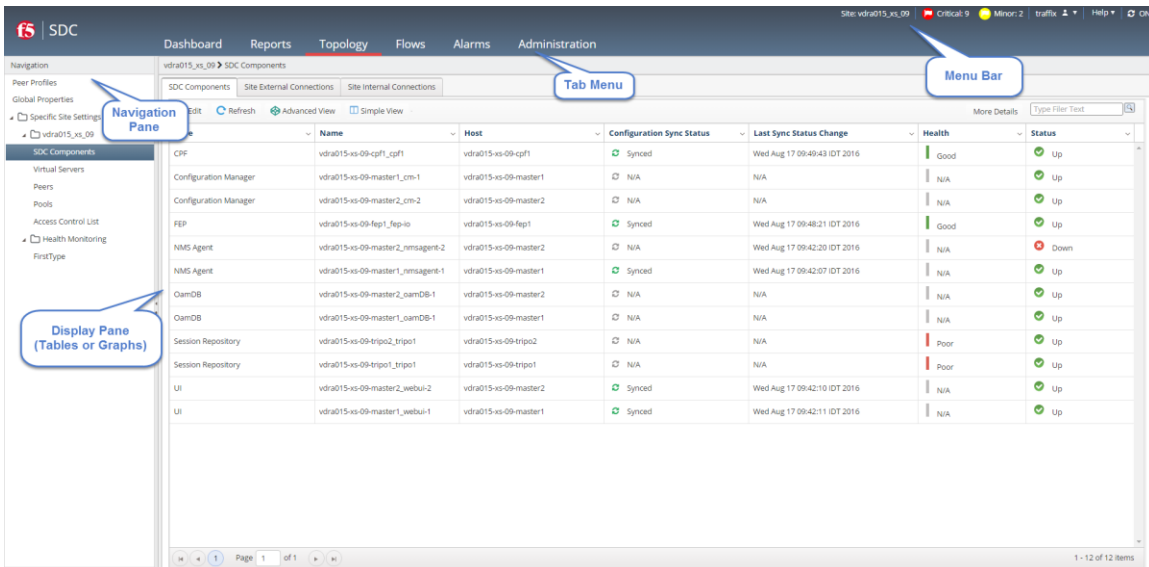 Site: vdra015_xs_09 Critical: 9 Minor: 2 traffix Help ON
f5 SDC
Dashboard Reports Topology Flows Alarms Administration
Menu Bar
Tab Menu
Navigation
Peer Profiles
Global Properties
Specific Site Settings
vdra015_xs_09
SDC Components
Virtual Servers
Peers
Pools
Access Control List
Health Monitoring
FirstType
Navigation
Pane
Display Pane
(Tables or Graphs)
vdra015_xs_09 > SDC Components
SDC Components Site External Connections Site Internal Connections
Edit Refresh Advanced View Simple View More Details Type Filer Text
Name Host Configuration Sync Status Last Sync Status Change Health Status
CPF vdra015-xs-09-cpf1_cpf1 vdra015-xs-09-cpf1 Synced Wed Aug 17 09:49:43 IDT 2016 Good Up
Configuration Manager vdra015-xs-09-master1_cm-1 vdra015-xs-09-master1 N/A N/A N/A Up
Configuration Manager vdra015-xs-09-master2_cm-2 vdra015-xs-09-master2 N/A N/A N/A Up
FEP vdra015-xs-09-fep1_fep-io vdra015-xs-09-fep1 Synced Wed Aug 17 09:48:21 IDT 2016 Good Up
NMS Agent vdra015-xs-09-master2_nmsagent-2 vdra015-xs-09-master2 N/A Wed Aug 17 09:42:20 IDT 2016 N/A Down
NMS Agent vdra015-xs-09-master1_nmsagent-1 vdra015-xs-09-master1 Synced Wed Aug 17 09:42:07 IDT 2016 N/A Up
OamDB vdra015-xs-09-master2_oamDB-1 vdra015-xs-09-master2 N/A N/A N/A Up
OamDB vdra015-xs-09-master1_oamDB-1 vdra015-xs-09-master1 N/A N/A N/A Up
Session Repository vdra015-xs-09-tripo2_tripo1 vdra015-xs-09-tripo2 N/A N/A Poor Up
Session Repository vdra015-xs-09-tripo1_tripo1 vdra015-xs-09-tripo1 N/A N/A Poor Up
UI vdra015-xs-09-master2_webui-2 vdra015-xs-09-master2 Synced Wed Aug 17 09:42:10 IDT 2016 N/A Up
UI vdra015-xs-09-master1_webui-1 vdra015-xs-09-master1 Synced Wed Aug 17 09:42:11 IDT 2016 N/A Up
1 Page 1 of 1 1 - 12 of 12 items